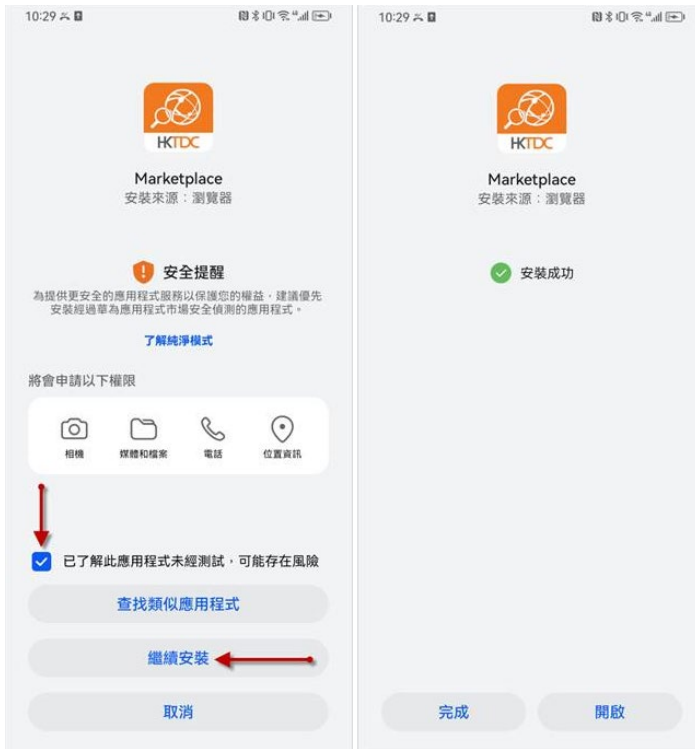 10:29
HKTDC
Marketplace
安裝來源：瀏覽器
安全提醒
為提供更安全的應用程式服務以保護您的權益，建議優先
安裝經過華為應用程式市場安全偵測的應用程式。
了解純淨模式
將會申請以下權限
相機
媒體和檔案
電話
位置資訊
已了解此應用程式未經測試，可能存在風險
查找類似應用程式
繼續安裝
取消
10:29
HKTDC
Marketplace
安裝來源：瀏覽器
安裝成功
完成
開啟